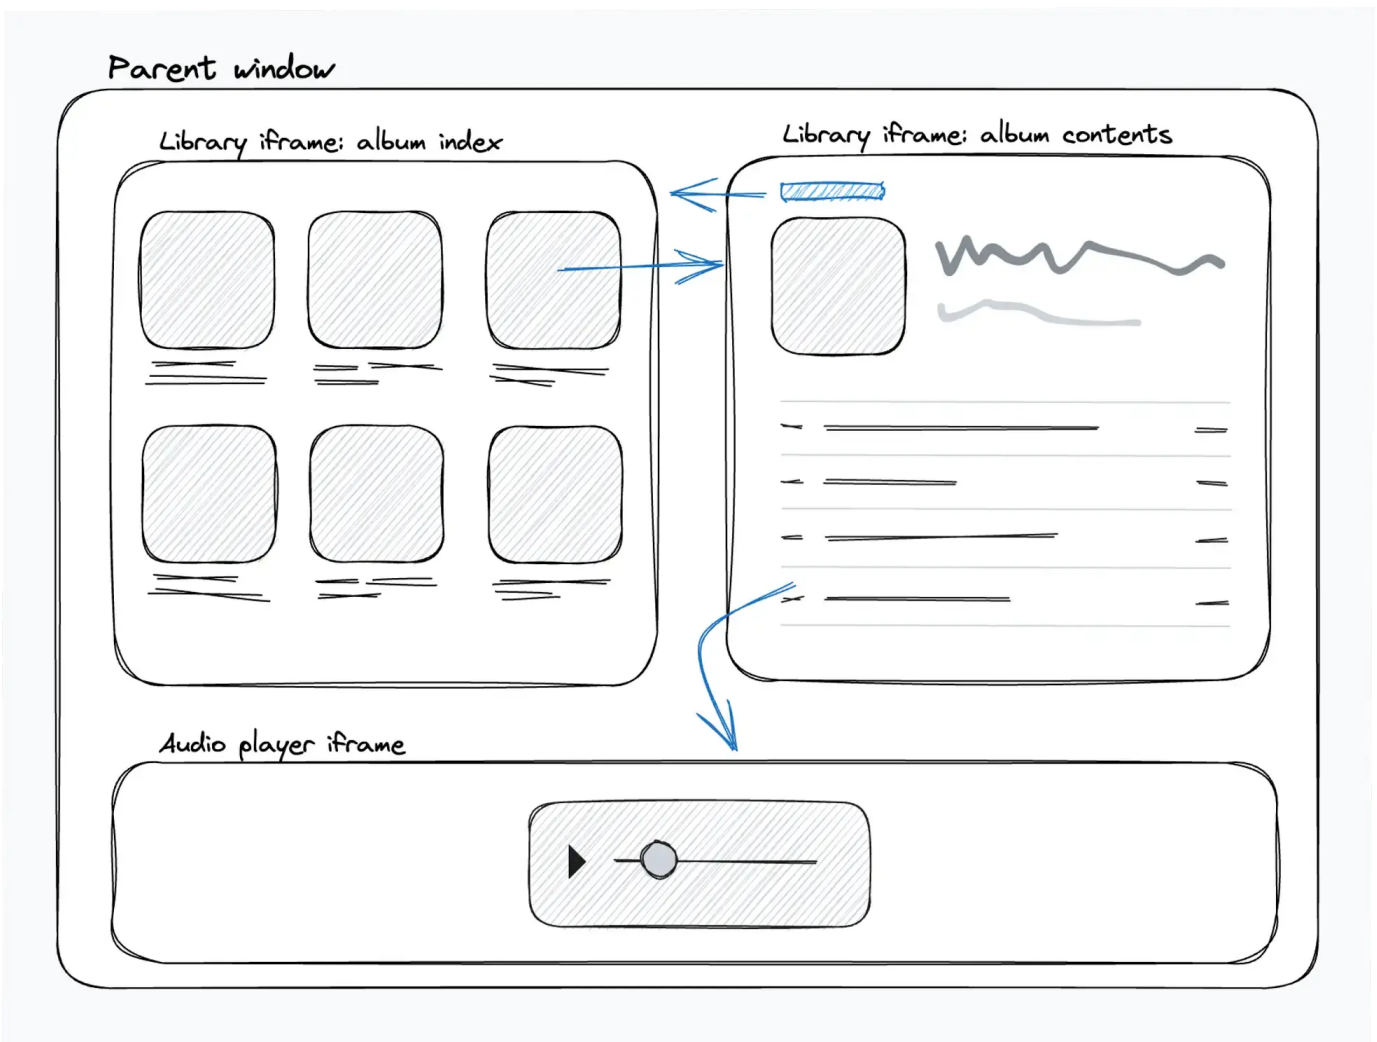 Parent window
Library iframe: album index
Library iframe: album contents
Audio player iframe